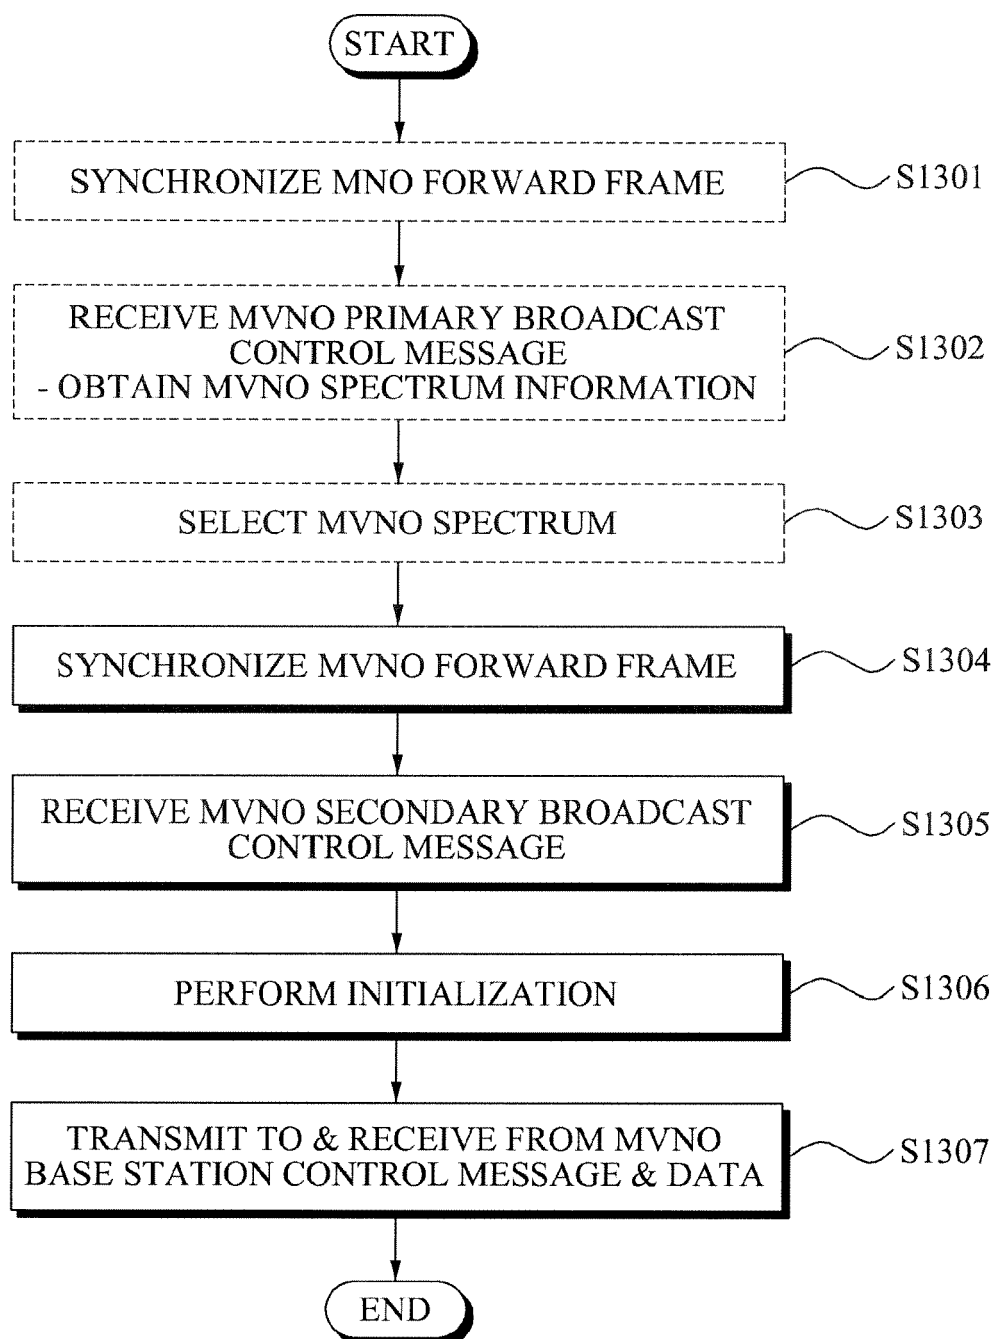 START
SYNCHRONIZE MNO FORWARD FRAME
S1301
RECEIVE MVNO PRIMARY BROADCAST
CONTROL MESSAGE
- OBTAIN MVNO SPECTRUM INFORMATION
S1302
SELECT MVNO SPECTRUM
S1303
SYNCHRONIZE MVNO FORWARD FRAME
S1304
RECEIVE MVNO SECONDARY BROADCAST
CONTROL MESSAGE
S1305
PERFORM INITIALIZATION
S1306
TRANSMIT TO & RECEIVE FROM MVNO
BASE STATION CONTROL MESSAGE & DATA
S1307
END